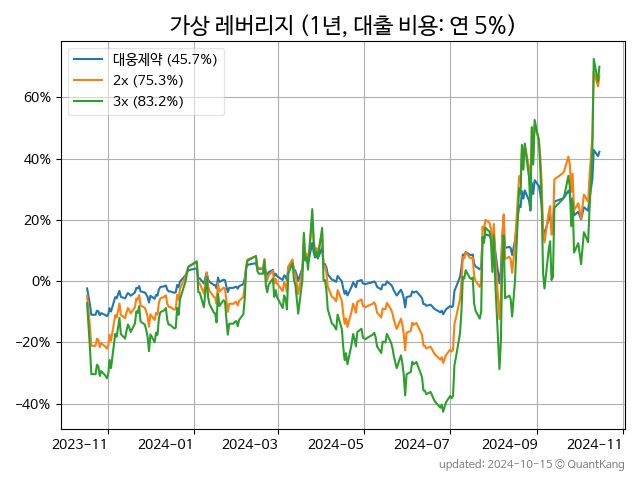 가상 레버리지 (1년, 대출 비용: 연 5%)
대웅제약 (45.7%)
2x (75.3%)
3x (83.2%)
60%
40%
20%
0%
−20%
−40%
2023-11 2024-01 2024-03 2024-05 2024-07 2024-09 2024-11
updated: 2024-10-15 © QuantKang